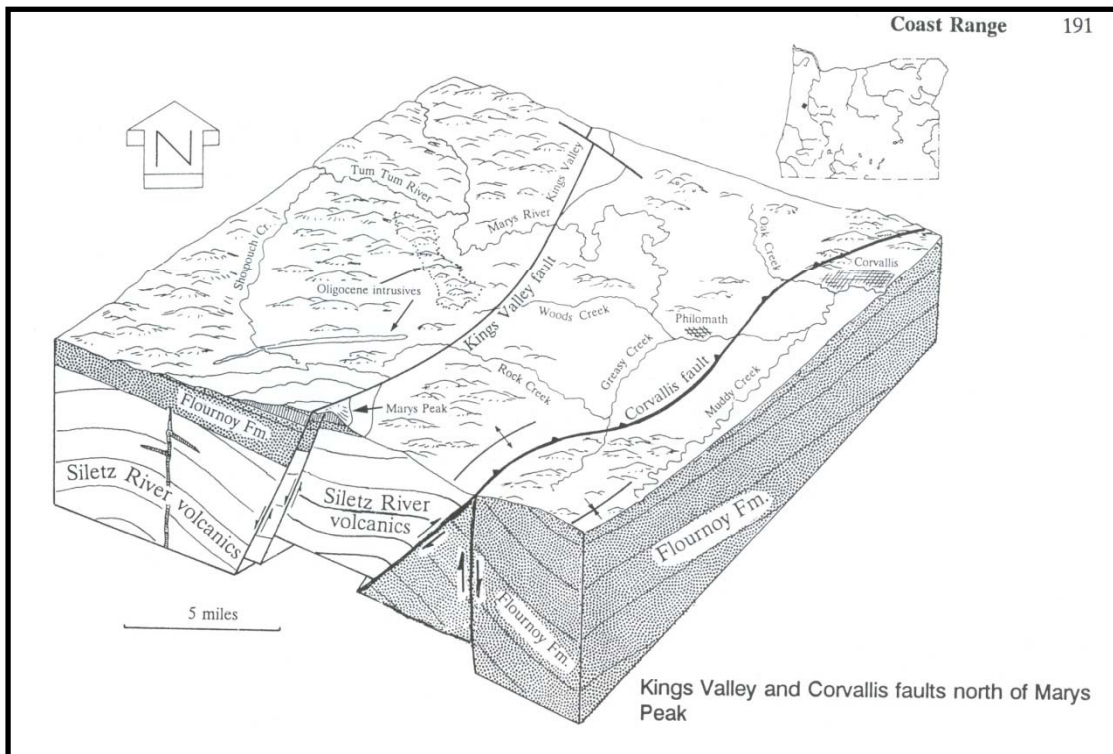 Coast Range 191
N
Kings Valley
Tum Tum River
Marys River
Oak Creek
Shotpouch Cr.
Corvallis
Oligocene intrusives
Kings Valley fault
Woods Creek
Philomath
Greasy Creek
Rock Creek
Corvallis fault
Muddy Creek
Marys Peak
Flournoy Fm.
Siletz River volcanics
Siletz River
volcanics
Flournoy Fm.
Flournoy Fm.
5 miles
Kings Valley and Corvallis faults north of Marys
Peak